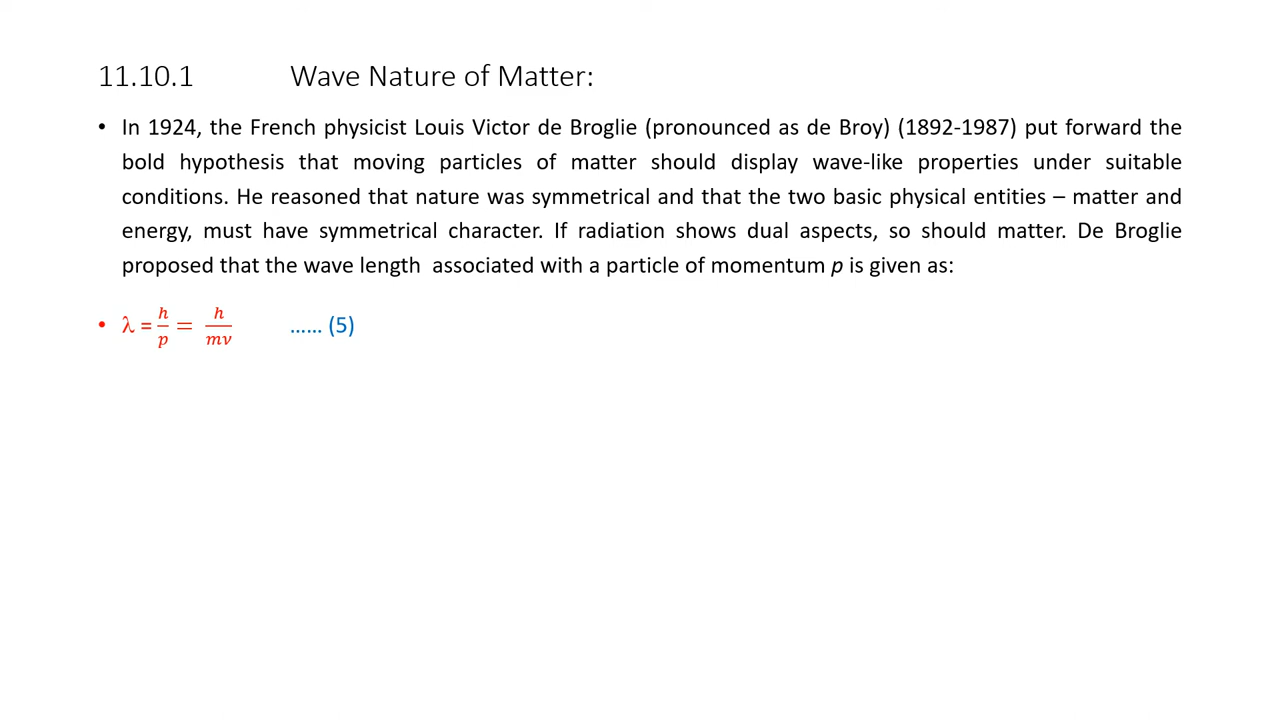 11.10.1 Wave Nature of Matter:
• In 1924, the French physicist Louis Victor de Broglie (pronounced as de Broy) (1892-1987) put forward the
bold hypothesis that moving particles of matter should display wave-like properties under suitable
conditions. He reasoned that nature was symmetrical and that the two basic physical entities – matter and
energy, must have symmetrical character. If radiation shows dual aspects, so should matter. De Broglie
proposed that the wave length associated with a particle of momentum p is given as:
• λ = h/p = h/mv ...... (5)